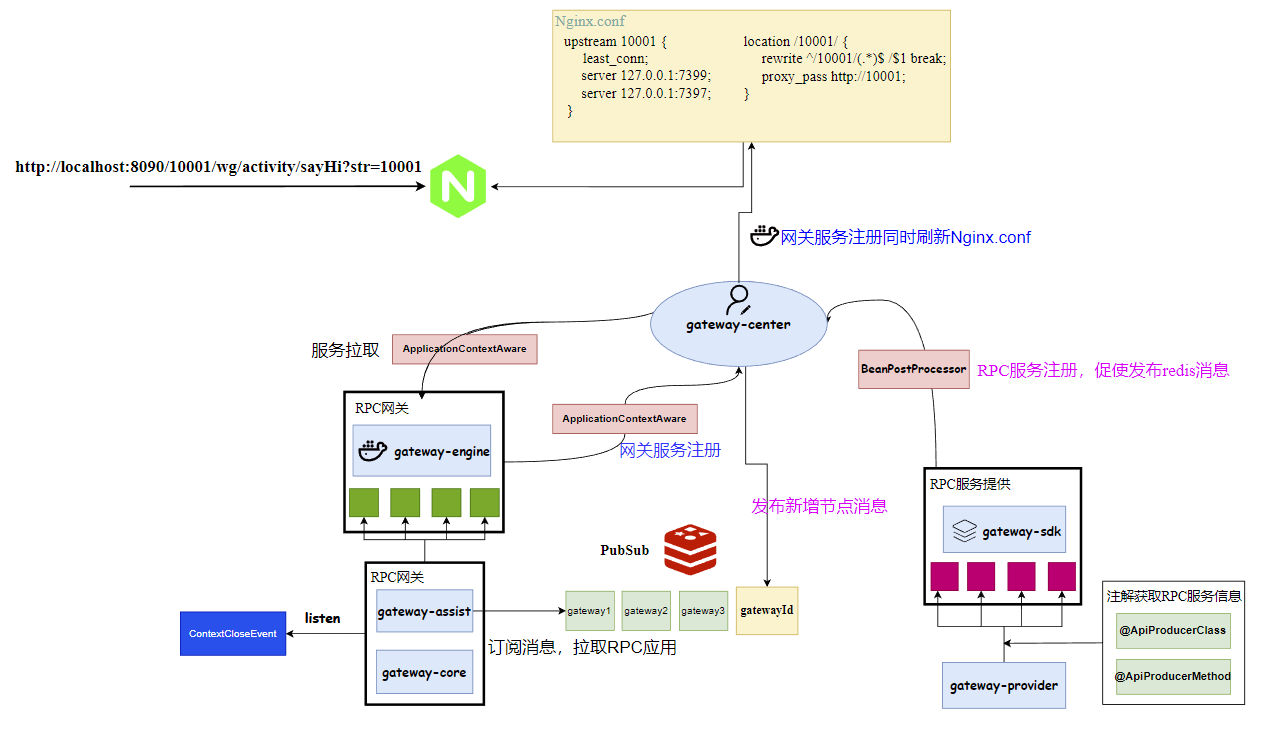 Nginx.conf
upstream 10001 {
least_conn;
server 127.0.0.1:7399;
server 127.0.0.1:7397;
}
location /10001/ {
rewrite ^/10001/(.*)$ /$1 break;
proxy_pass http://10001;
}
http://localhost:8090/10001/wg/activity/sayHi?str=10001
N
网关服务注册同时刷新Nginx.conf
gateway-center
服务拉取
ApplicationContextAware
BeanPostProcessor
RPC服务注册，促使发布redis消息
RPC网关
gateway-engine
ApplicationContextAware
网关服务注册
RPC服务提供
gateway-sdk
发布新增节点消息
PubSub
RPC网关
gateway-assist
gateway-core
listen
ContextCloseEvent
gateway1
gateway2
gateway3
gatewayId
订阅消息，拉取RPC应用
注解获取RPC服务信息
@ApiProducerClass
@ApiProducerMethod
gateway-provider